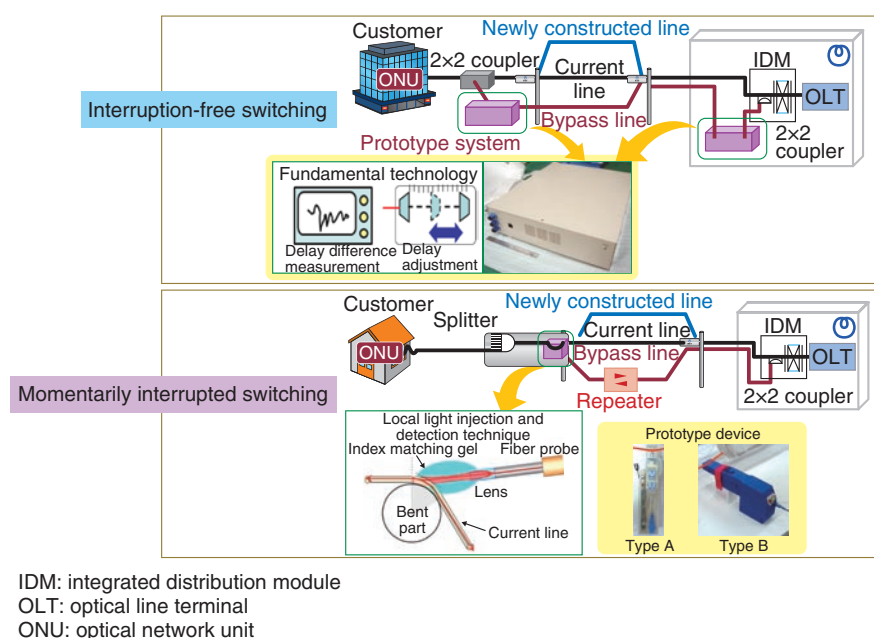 Customer
Newly constructed line
2×2 coupler
IDM
ONU
Current
line
OLT
Interruption-free switching
Bypass line
2×2
coupler
Prototype system
Fundamental technology
Delay difference
measurement
Delay
adjustment
Customer
Newly constructed line
Splitter
Current line
IDM
ONU
Bypass line
OLT
Momentarily interrupted switching
2×2 coupler
Repeater
Local light injection and
detection technique
Index matching gel
Fiber probe
Lens
Bent
part
Current line
Prototype device
Type A
Type B
IDM: integrated distribution module
OLT: optical line terminal
ONU: optical network unit